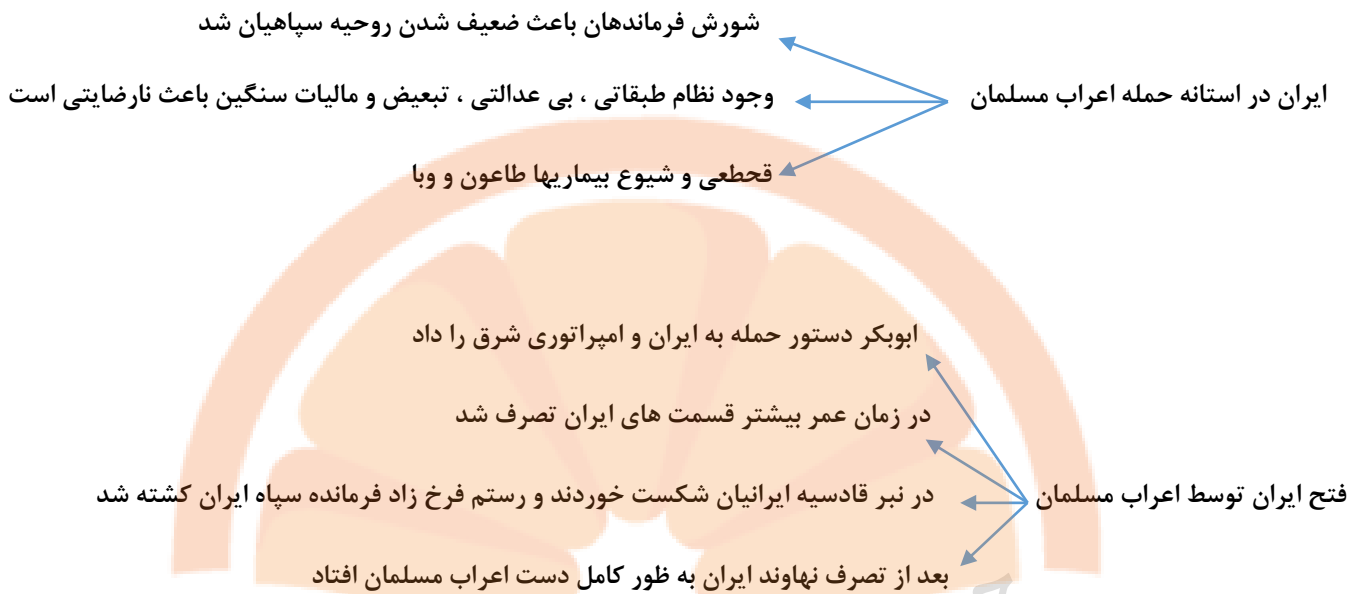 شورش فرماندهان باعث ضعیف شدن روحیه سپاهیان شد
ایران در استانه حمله اعراب مسلمان
وجود نظام طبقاتی ، بی عدالتی ، تبعیض و مالیات سنگین باعث نارضایتی است
قحطعی و شیوع بیماریها طاعون و وبا
ابوبکر دستور حمله به ایران و امپراتوری شرق را داد
در زمان عمر بیشتر قسمت های ایران تصرف شد
فتح ایران توسط اعراب مسلمان
در نبر قادسیه ایرانیان شکست خوردند و رستم فرخ زاد فرمانده سپاه ایران کشته شد
بعد از تصرف نهاوند ایران به ظور کامل دست اعراب مسلمان افتاد